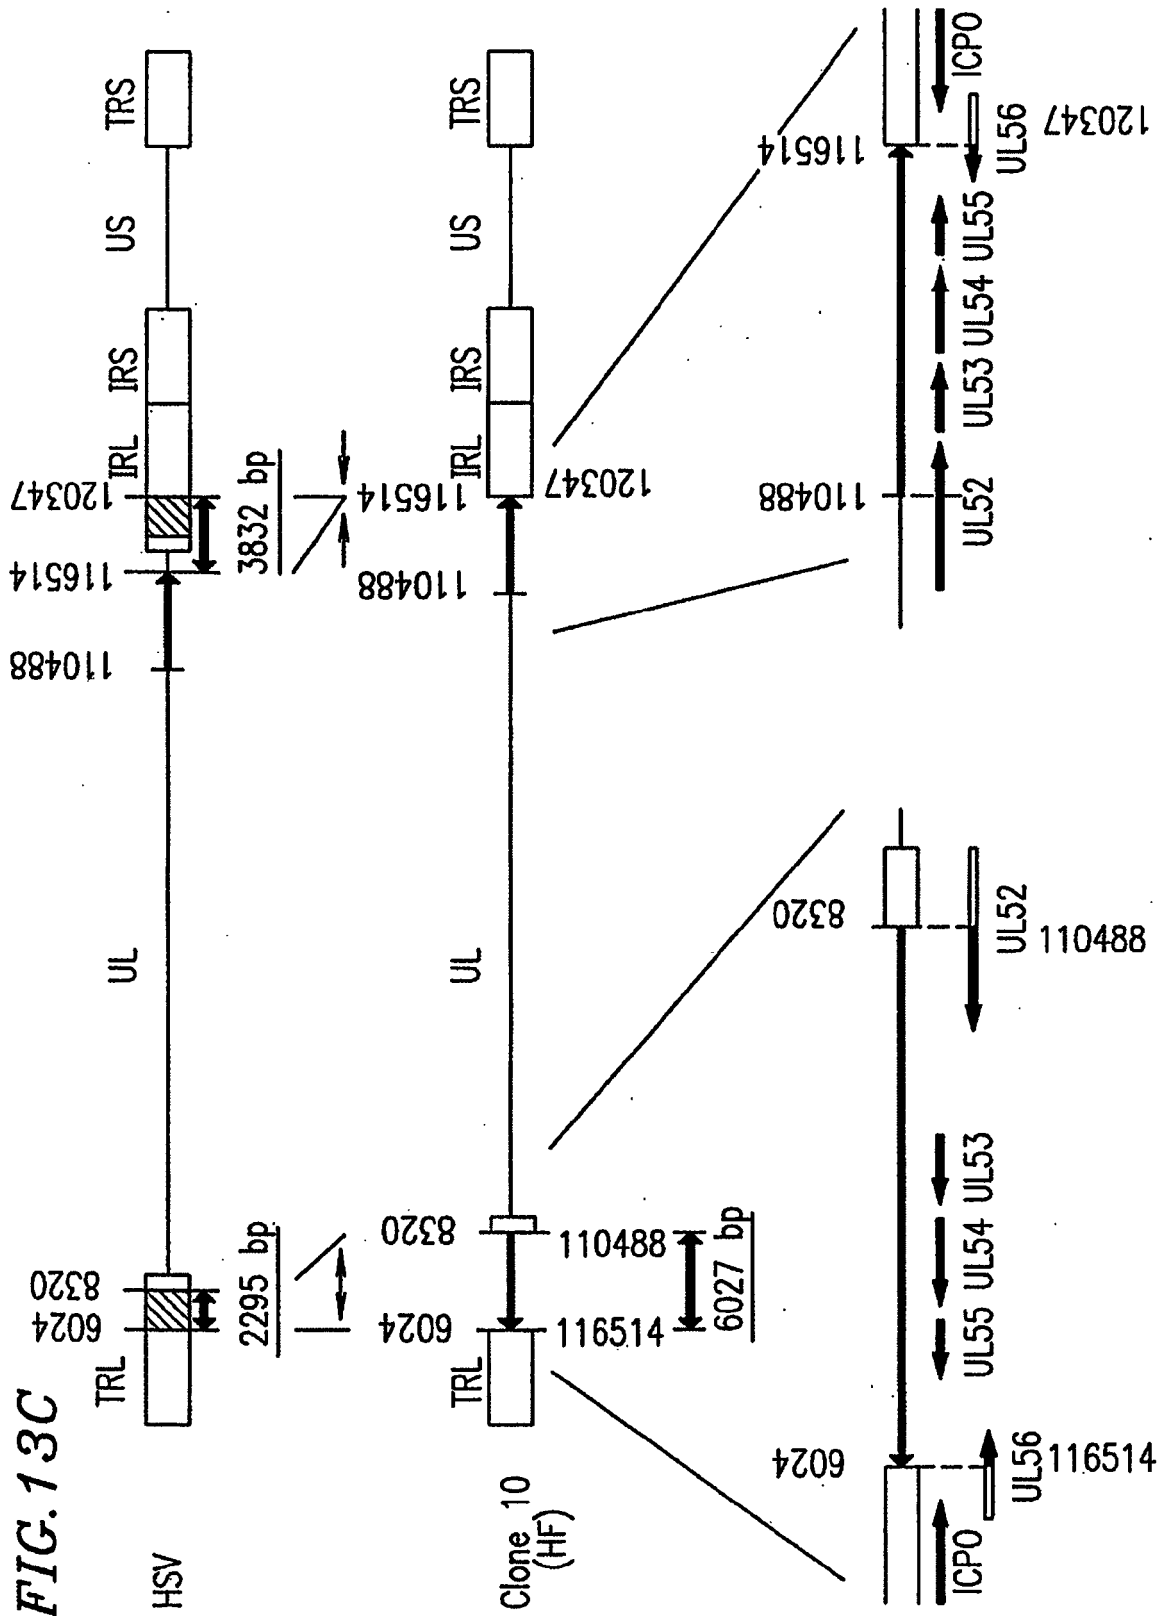 FIG.13C
HSV
TRL
6024
8320
UL
110488
116514
120347
IRL
IRS
US
TRS
2295 bp
3832 bp
Clone 10
(HF)
TRL
6024
116514
8320
110488
6027 bp
UL
110488
116514
120347
IRL
IRS
US
TRS
6024
8320
ICP0
UL56
116514
UL55
UL54
UL53
UL52
110488
110488
116514
UL52
UL53
UL54
UL55
UL56
120347
ICP0